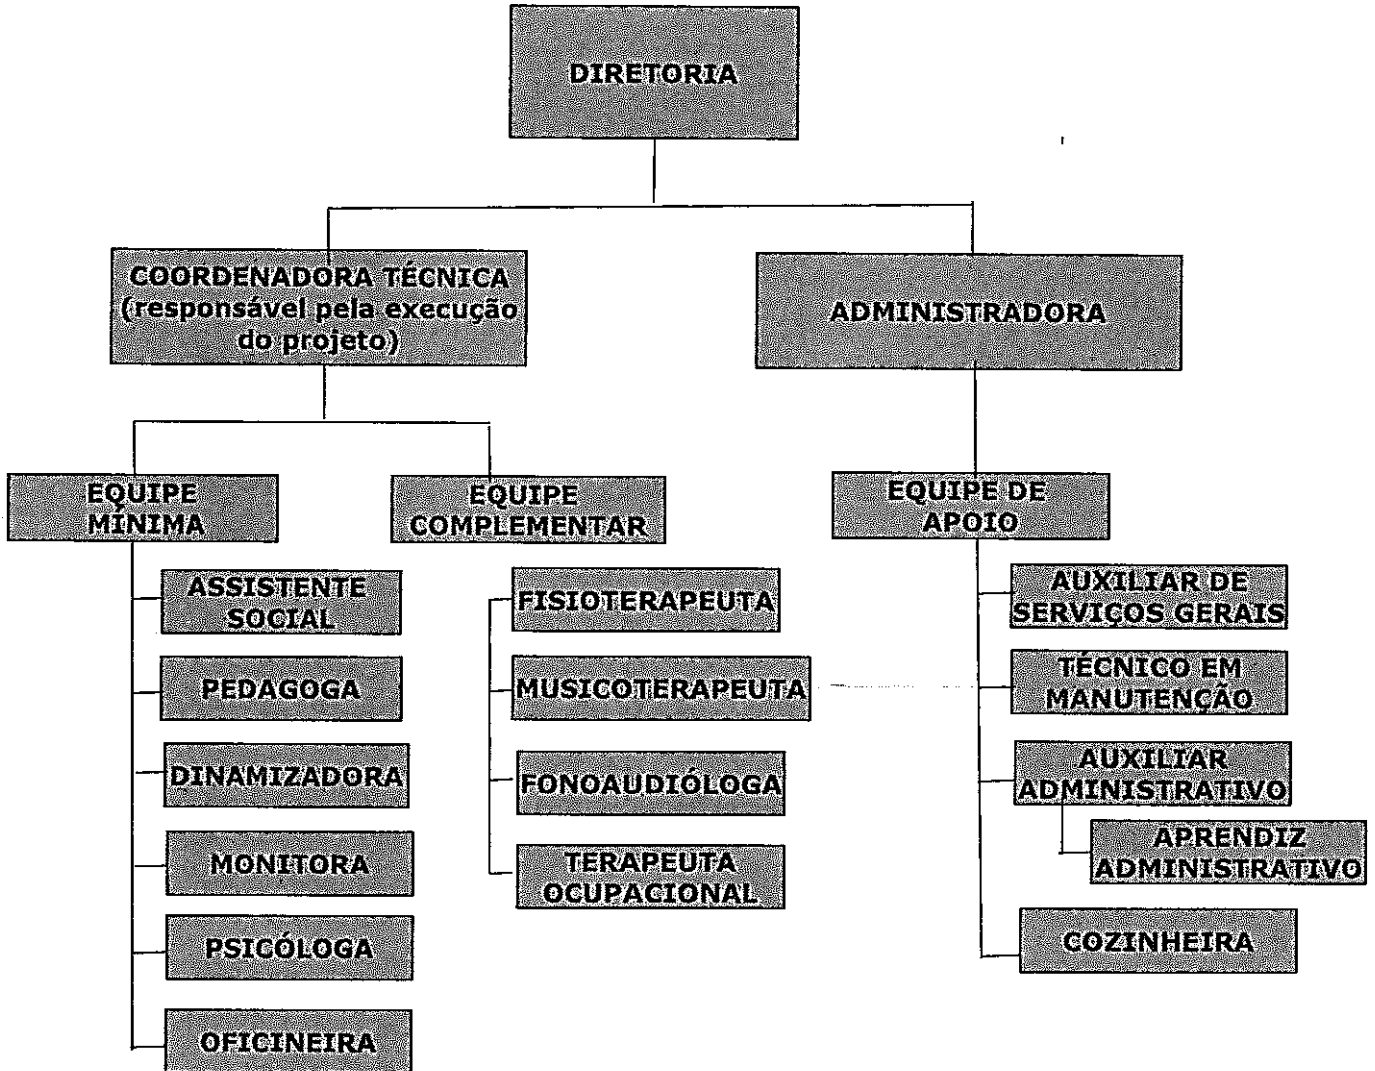 DIRETORIA
COORDENADORA TÉCNICA
(responsável pela execução
do projeto)
ADMINISTRADORA
EQUIPE
MÍNIMA
EQUIPE
COMPLEMENTAR
EQUIPE DE
APOIO
ASSISTENTE
SOCIAL
PEDAGOGA
DINAMIZADORA
MONITORA
PSICÓLOGA
OFICINEIRA
FISIOTERAPEUTA
MUSICOTERAPEUTA
FONOAUDIÓLOGA
TERAPEUTA
OCUPACIONAL
AUXILIAR DE
SERVIÇOS GERAIS
TÉCNICO EM
MANUTENÇÃO
AUXILIAR
ADMINISTRATIVO
APRENDIZ
ADMINISTRATIVO
COZINHEIRA